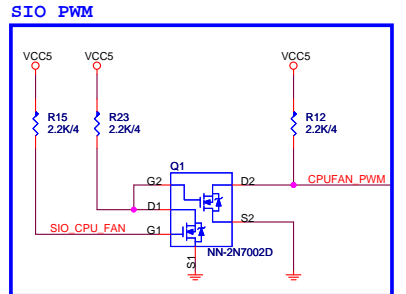 SIO PWM
VCC5
VCC5
VCC5
R15
2.2K/4
R23
2.2K/4
R12
2.2K/4
Q1
G2
D2
CPUFAN_PWM
D1
S2
SIO_CPU_FAN
G1
S1
NN-2N7002D